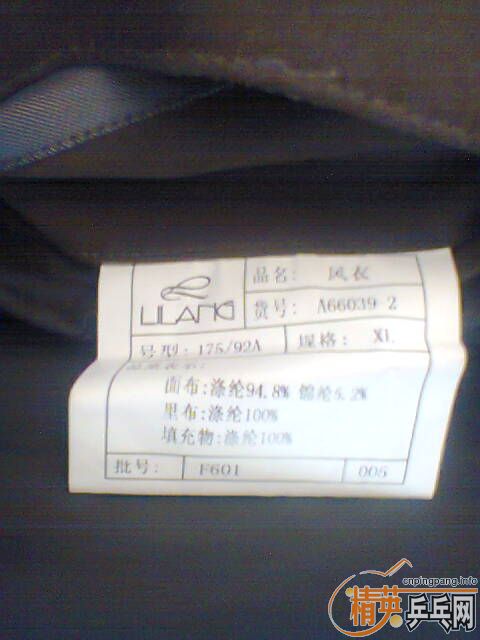 LILANG
品名: 风衣
货号: A66039-2
号型: 175/92A
规格: XL
面布:涤纶94.8% 锦纶5.2%
里布:涤纶100%
填充物:涤纶100%
批号: F601 005
cnpingpang.info
精英乒乓网